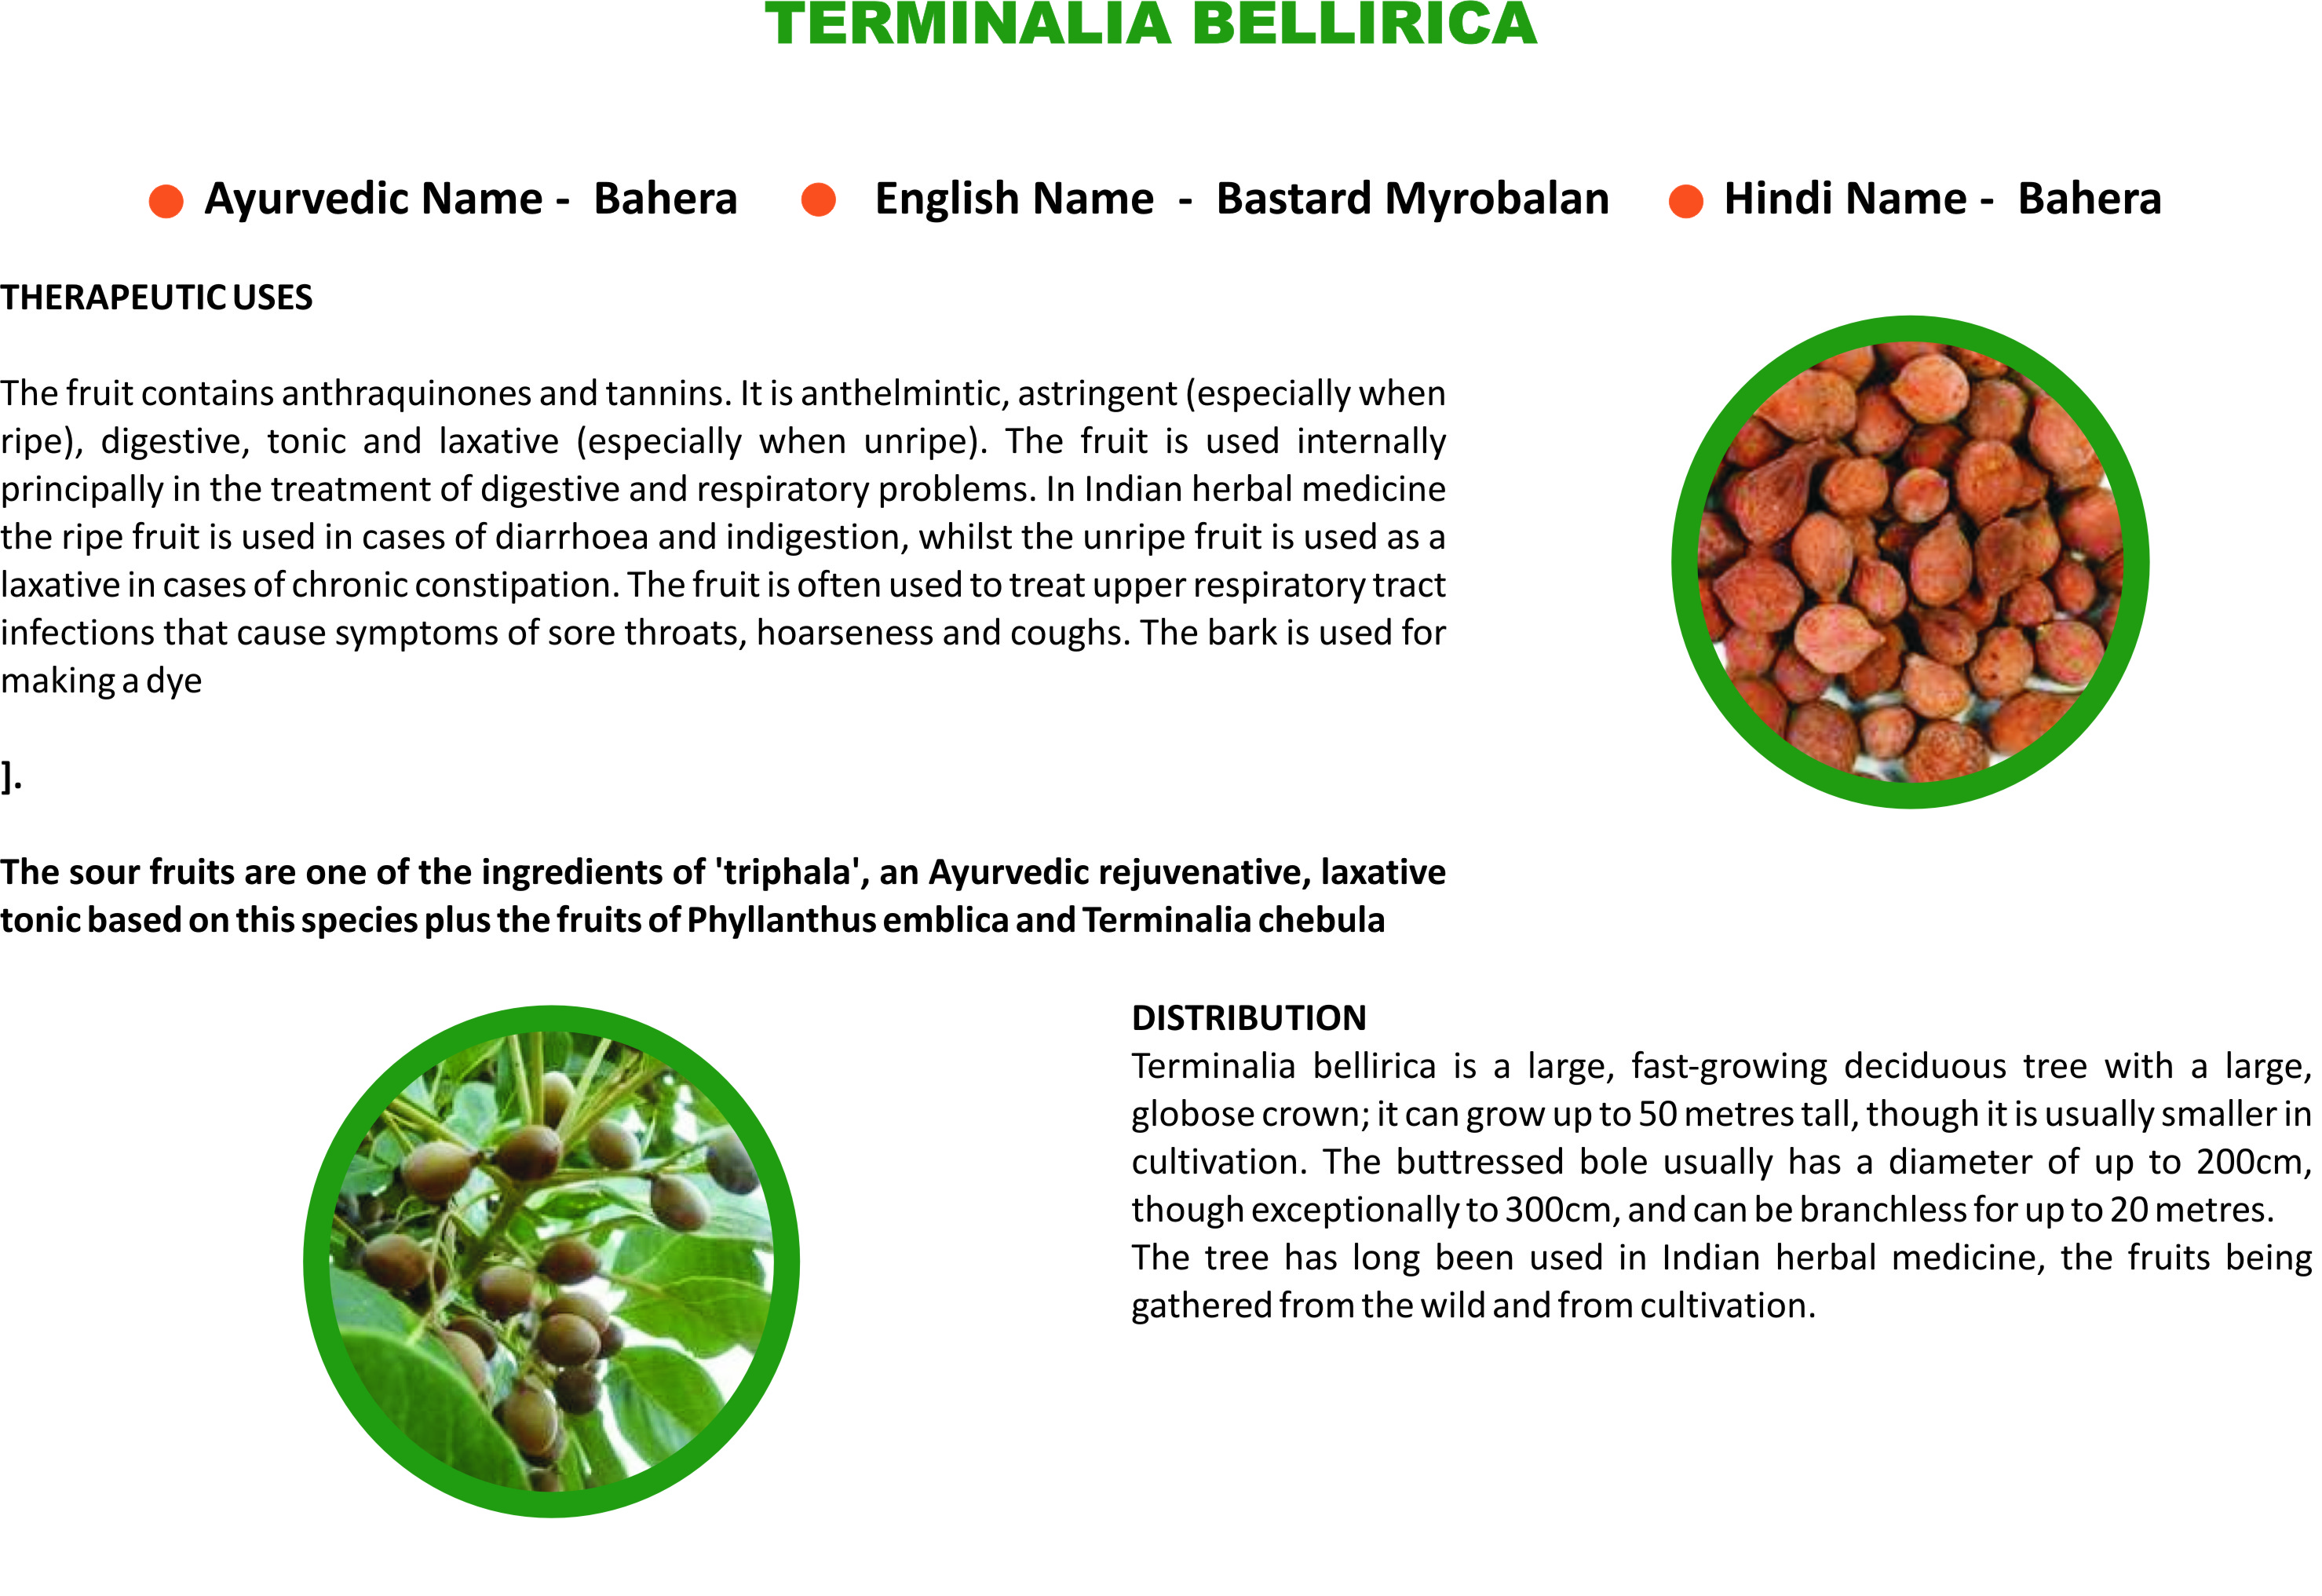 TERMINALIA BELLIRICA
Ayurvedic Name - Bahera
English Name - Bastard Myrobalan
Hindi Name - Bahera
THERAPEUTIC USES
The fruit contains anthraquinones and tannins. It is anthelmintic, astringent (especially when
ripe), digestive, tonic and laxative (especially when unripe). The fruit is used internally
principally in the treatment of digestive and respiratory problems. In Indian herbal medicine
the ripe fruit is used in cases of diarrhoea and indigestion, whilst the unripe fruit is used as a
laxative in cases of chronic constipation. The fruit is often used to treat upper respiratory tract
infections that cause symptoms of sore throats, hoarseness and coughs. The bark is used for
making a dye
].
The sour fruits are one of the ingredients of 'triphala', an Ayurvedic rejuvenative, laxative
tonic based on this species plus the fruits of Phyllanthus emblica and Terminalia chebula
DISTRIBUTION
Terminalia bellirica is a large, fast-growing deciduous tree with a large,
globose crown; it can grow up to 50 metres tall, though it is usually smaller in
cultivation. The buttressed bole usually has a diameter of up to 200cm,
though exceptionally to 300cm, and can be branchless for up to 20 metres.
The tree has long been used in Indian herbal medicine, the fruits being
gathered from the wild and from cultivation.